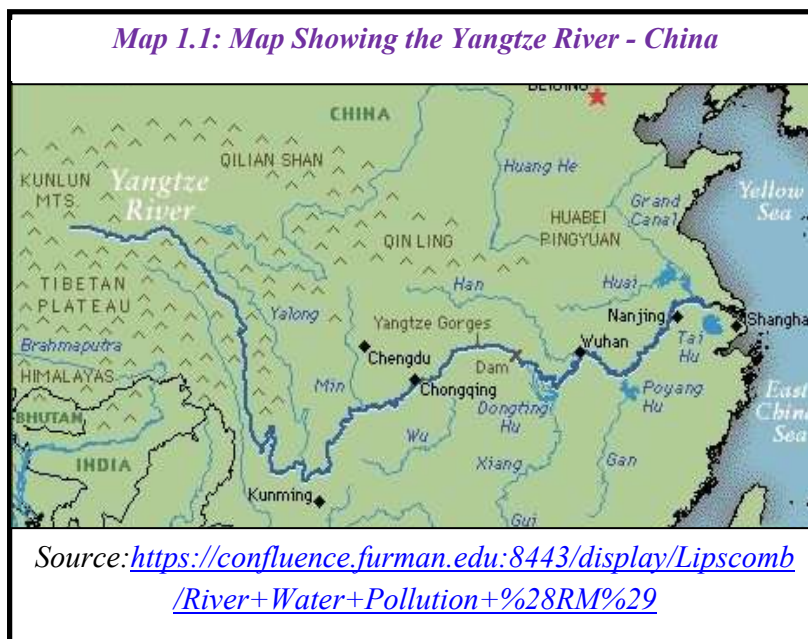 Map 1.1: Map Showing the Yangtze River - China
BEIJING
CHINA
QILIAN SHAN
Huang He
KUNLUN
MTS.
Yangtze
River
Grand
Canal
Yellow
Sea
HUABEI
PINGYUAN
QIN LING
TIBETAN
PLATEAU
Han
Huai
Yalong
Yangtze Gorges
Nanjing
Shangha
Brahmaputra
Chengdu
Wuhan
Tai
Hu
Dam
HIMALAYAS
Min
Chongqing
Poyang
Hu
East
China
Sea
BHUTAN
Dongting
Hu
Wu
INDIA
Xiang
Gan
Kunming
Gui
Source:https://confluence.furman.edu:8443/display/Lipscomb
/River+Water+Pollution+%28RM%29